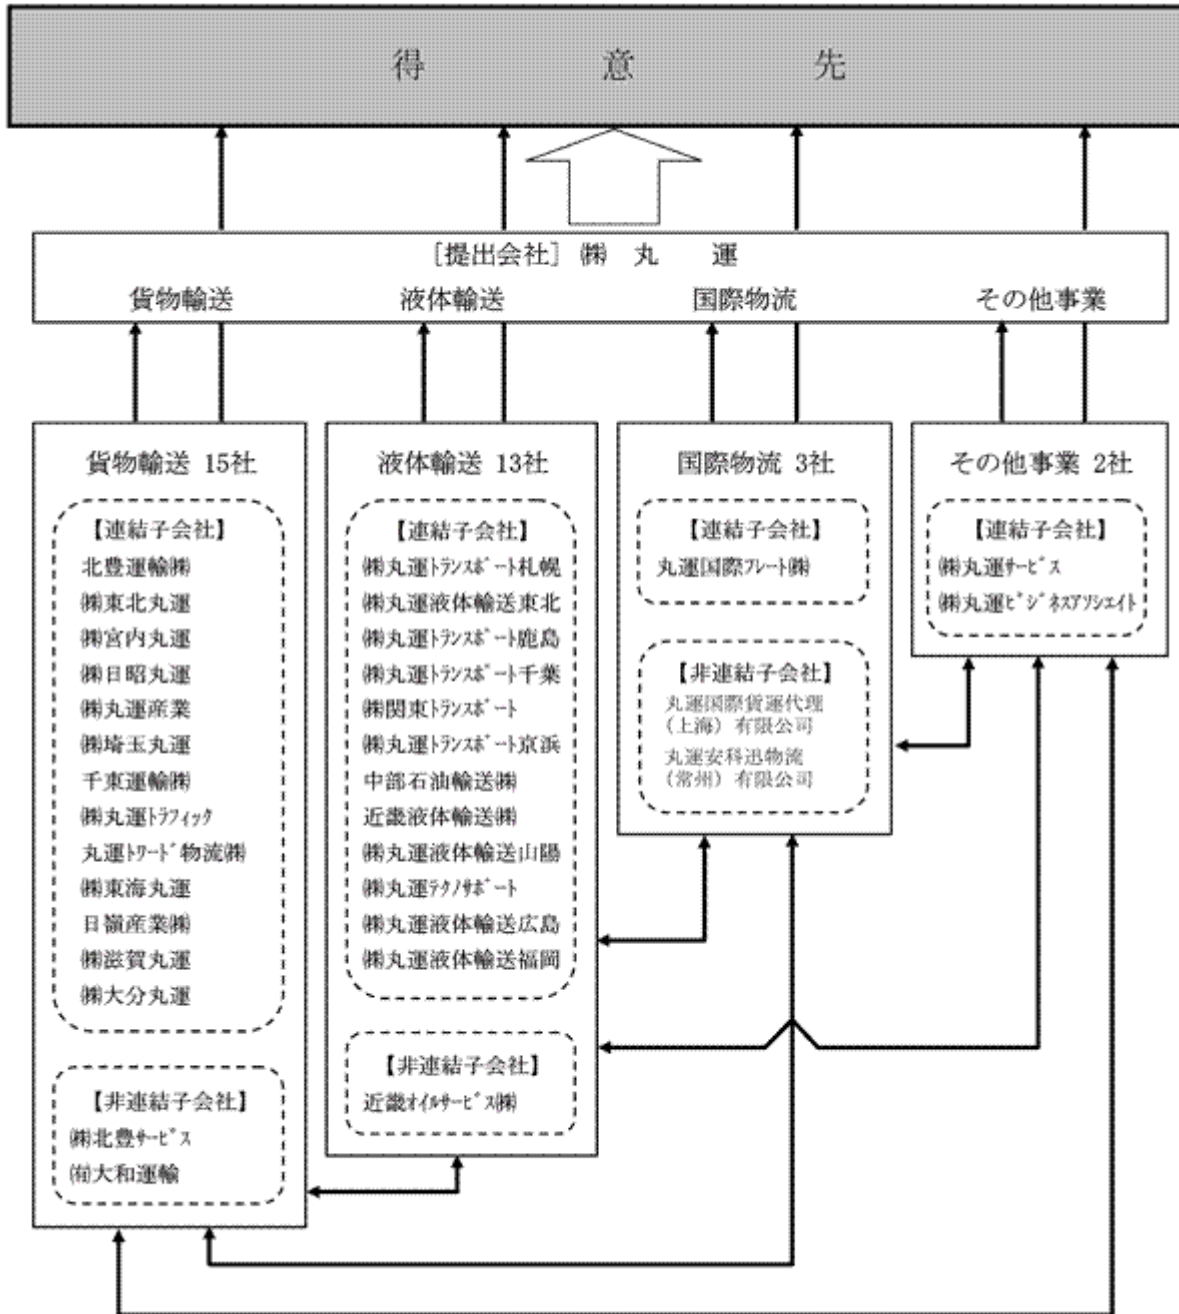 得意先
[提出会社] ㈱ 丸 運
貨物輸送 液体輸送 国際物流 その他事業
貨物輸送 15社
【連結子会社】
北豊運輸㈱
㈱東北丸運
㈱宮内丸運
㈱日昭丸運
㈱丸運産業
㈱埼玉丸運
千東運輸㈱
㈱丸運ﾄﾗﾌｨｯｸ
丸運ﾄﾜｰﾄﾞ物流㈱
㈱東海丸運
日嶺産業㈱
㈱滋賀丸運
㈱大分丸運
【非連結子会社】
㈱北豊ｻｰﾋﾞｽ
㈲大和運輸
液体輸送 13社
【連結子会社】
㈱丸運ﾄﾗﾝｽﾎﾟｰﾄ札幌
㈱丸運液体輸送東北
㈱丸運ﾄﾗﾝｽﾎﾟｰﾄ鹿島
㈱丸運ﾄﾗﾝｽﾎﾟｰﾄ千葉
㈱関東ﾄﾗﾝｽﾎﾟｰﾄ
㈱丸運ﾄﾗﾝｽﾎﾟｰﾄ京浜
中部石油輸送㈱
近畿液体輸送㈱
㈱丸運液体輸送山陽
㈱丸運ﾃｸﾉｻﾎﾟｰﾄ
㈱丸運液体輸送広島
㈱丸運液体輸送福岡
【非連結子会社】
近畿ｵｲﾙｻｰﾋﾞｽ㈱
国際物流 3社
【連結子会社】
丸運国際ﾌﾚｰﾄ㈱
【非連結子会社】
丸運国際貨運代理
（上海）有限公司
丸運安科迅物流
（常州）有限公司
その他事業 2社
【連結子会社】
㈱丸運ｻｰﾋﾞｽ
㈱丸運ﾋﾞｼﾞﾈｽｱｿｼｴｲﾄ